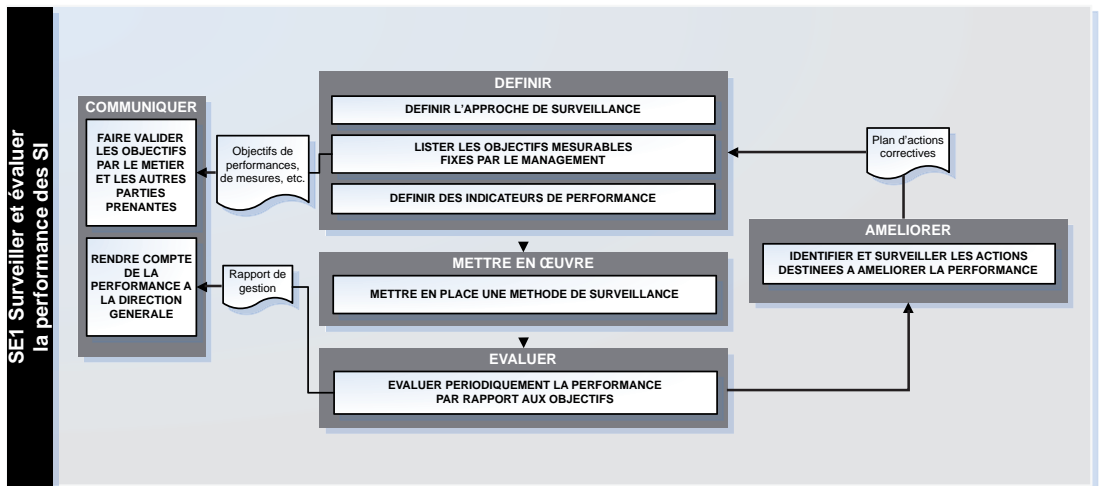 SE1 Surveiller et évaluer
la performance des SI
COMMUNIQUER
FAIRE VALIDER
LES OBJECTIFS
PAR LE METIER
ET LES AUTRES
PARTIES
PRENANTES
RENDRE COMPTE
DE LA
PERFORMANCE A
LA DIRECTION
GENERALE
Objectifs de
performances,
de mesures, etc.
Rapport de
gestion
DEFINIR
DEFINIR L'APPROCHE DE SURVEILLANCE
LISTER LES OBJECTIFS MESURABLES
FIXES PAR LE MANAGEMENT
DEFINIR DES INDICATEURS DE PERFORMANCE
METTRE EN ŒUVRE
METTRE EN PLACE UNE METHODE DE SURVEILLANCE
EVALUER
EVALUER PERIODIQUEMENT LA PERFORMANCE
PAR RAPPORT AUX OBJECTIFS
Plan d'actions
correctives
AMELIORER
IDENTIFIER ET SURVEILLER LES ACTIONS
DESTINEES A AMELIORER LA PERFORMANCE